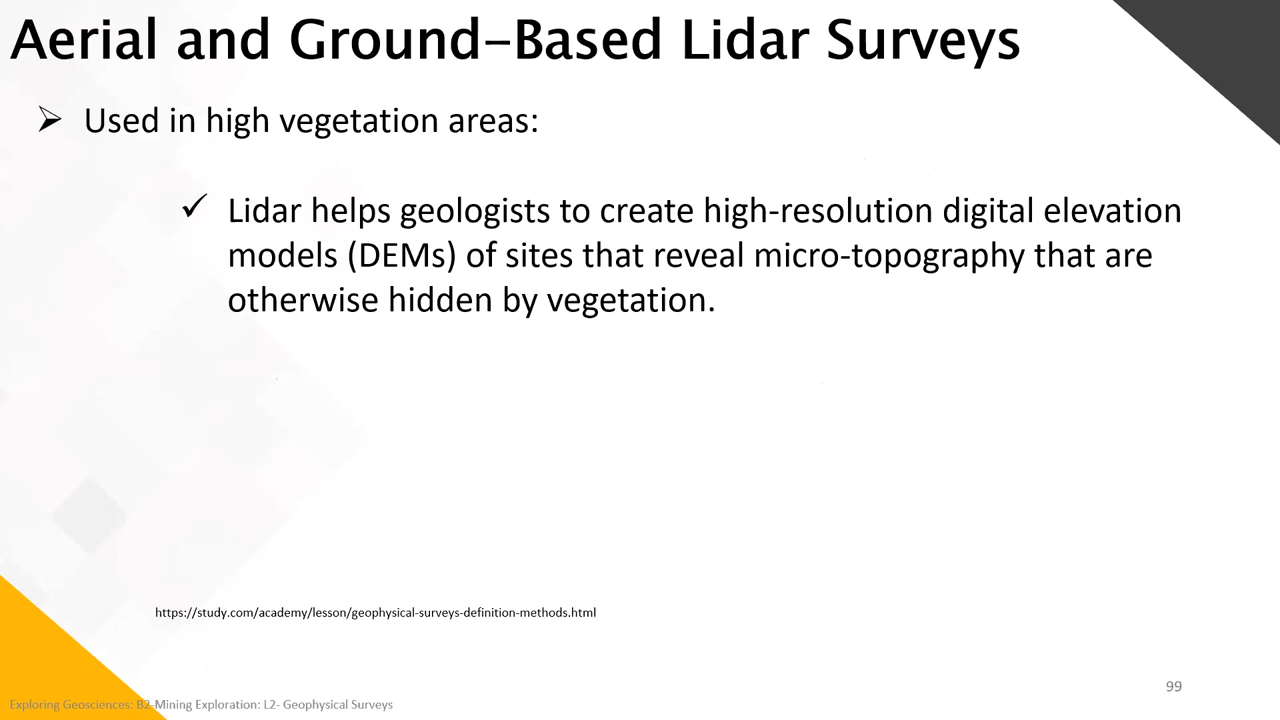 Aerial and Ground-Based Lidar Surveys
➢ Used in high vegetation areas:
✓ Lidar helps geologists to create high-resolution digital elevation
models (DEMs) of sites that reveal micro-topography that are
otherwise hidden by vegetation.
https://study.com/academy/lesson/geophysical-surveys-definition-methods.html
99
Exploring Geosciences: B2-Mining Exploration: L2- Geophysical Surveys